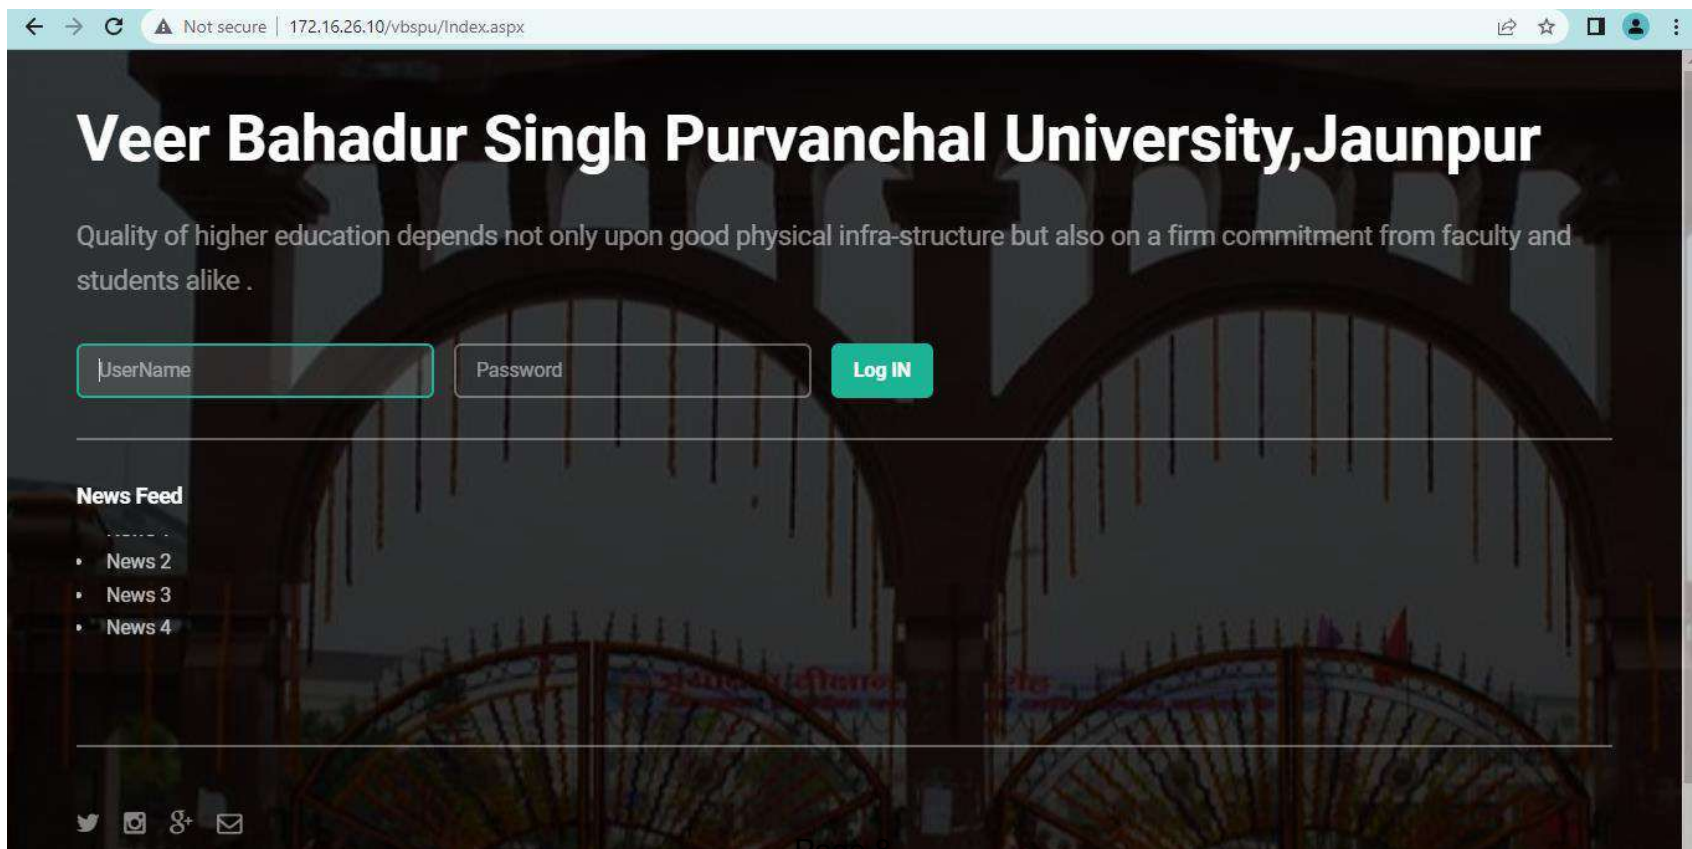 Not secure | 172.16.26.10/vbspu/Index.aspx
Veer Bahadur Singh Purvanchal University,Jaunpur
Quality of higher education depends not only upon good physical infra-structure but also on a firm commitment from faculty and
students alike .
UserName Password Log IN
News Feed
• News 2
• News 3
• News 4